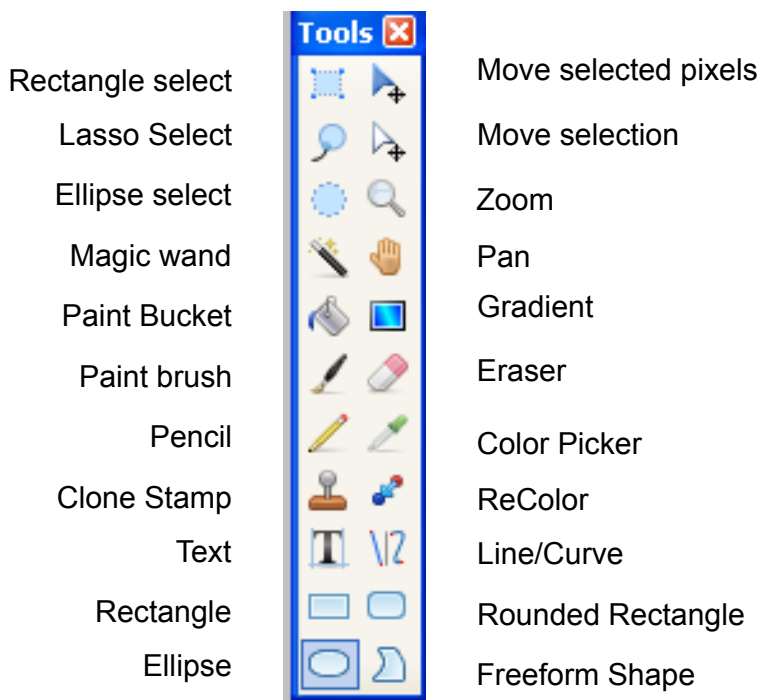 Tools
Rectangle select
Move selected pixels
Lasso Select
Move selection
Ellipse select
Zoom
Magic wand
Pan
Paint Bucket
Gradient
Paint brush
Eraser
Pencil
Color Picker
Clone Stamp
ReColor
Text
T
Line/Curve
Rectangle
Rounded Rectangle
Ellipse
Freeform Shape